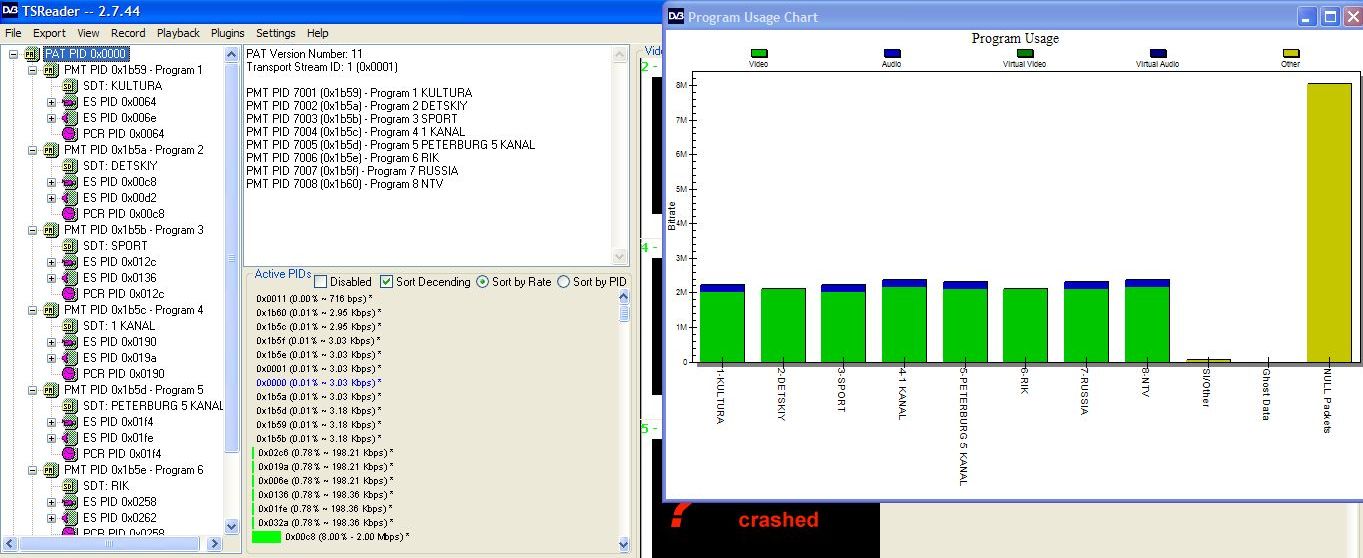 TSReader -- 2.7.44
File Export View Record Playback Plugins Settings Help
PAT PID 0x0000
PMT PID 0x1b59 - Program 1
SDT: KULTURA
ES PID 0x0064
ES PID 0x006e
PCR PID 0x0064
PMT PID 0x1b5a - Program 2
SDT: DETSKIY
ES PID 0x00c8
ES PID 0x00d2
PCR PID 0x00c8
PMT PID 0x1b5b - Program 3
SDT: SPORT
ES PID 0x012c
ES PID 0x0136
PCR PID 0x012c
PMT PID 0x1b5c - Program 4
SDT: 1 KANAL
ES PID 0x0190
ES PID 0x019a
PCR PID 0x0190
PMT PID 0x1b5d - Program 5
SDT: PETERBURG 5 KANAL
ES PID 0x01f4
ES PID 0x01fe
PCR PID 0x01f4
PMT PID 0x1b5e - Program 6
SDT: RIK
ES PID 0x0258
ES PID 0x0262
PCR PID 0x0258
PAT Version Number: 11
Transport Stream ID: 1 (0x0001)
PMT PID 7001 (0x1b59) - Program 1 KULTURA
PMT PID 7002 (0x1b5a) - Program 2 DETSKIY
PMT PID 7003 (0x1b5b) - Program 3 SPORT
PMT PID 7004 (0x1b5c) - Program 4 1 KANAL
PMT PID 7005 (0x1b5d) - Program 5 PETERBURG 5 KANAL
PMT PID 7006 (0x1b5e) - Program 6 RIK
PMT PID 7007 (0x1b5f) - Program 7 RUSSIA
PMT PID 7008 (0x1b60) - Program 8 NTV
Active PIDs
Disabled Sort Decending Sort by Rate Sort by PID
0x0011 (0.00% ~ 716 bps) *
0x1b60 (0.01% ~ 2.95 Kbps) *
0x1b5c (0.01% ~ 2.95 Kbps) *
0x1b5f (0.01% ~ 3.03 Kbps) *
0x1b5e (0.01% ~ 3.03 Kbps) *
0x0001 (0.01% ~ 3.03 Kbps) *
0x0000 (0.01% ~ 3.03 Kbps) *
0x1b5a (0.01% ~ 3.03 Kbps) *
0x1b5d (0.01% ~ 3.18 Kbps) *
0x1b59 (0.01% ~ 3.18 Kbps) *
0x1b5b (0.01% ~ 3.18 Kbps) *
0x02c6 (0.78% ~ 198.21 Kbps) *
0x019a (0.78% ~ 198.21 Kbps) *
0x006e (0.78% ~ 198.21 Kbps) *
0x0136 (0.78% ~ 198.36 Kbps) *
0x01fe (0.78% ~ 198.36 Kbps) *
0x032a (0.78% ~ 198.36 Kbps) *
0x00c8 (8.00% - 2.00 Mbps) *
2 -
4 -
5 -
?
crashed
DVB Program Usage Chart
Program Usage
Video Audio Virtual Video Virtual Audio Other
Bitrate
8M
7M
6M
5M
4M
3M
2M
1M
0
1-KULTURA
2-DETSKIY
3-SPORT
4-1 KANAL
5-PETERBURG 5 KANAL
6-RIK
7-RUSSIA
8-NTV
SI/Other
Ghost Data
NULL Packets